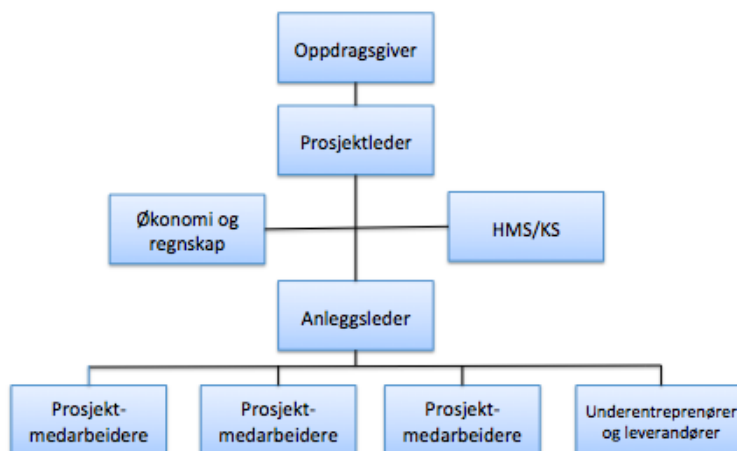 Oppdragsgiver
Prosjektleder
Økonomi og
regnskap
HMS/KS
Anleggsleder
Prosjekt-
medarbeidere
Prosjekt-
medarbeidere
Prosjekt-
medarbeidere
Underentreprenører
og leverandører